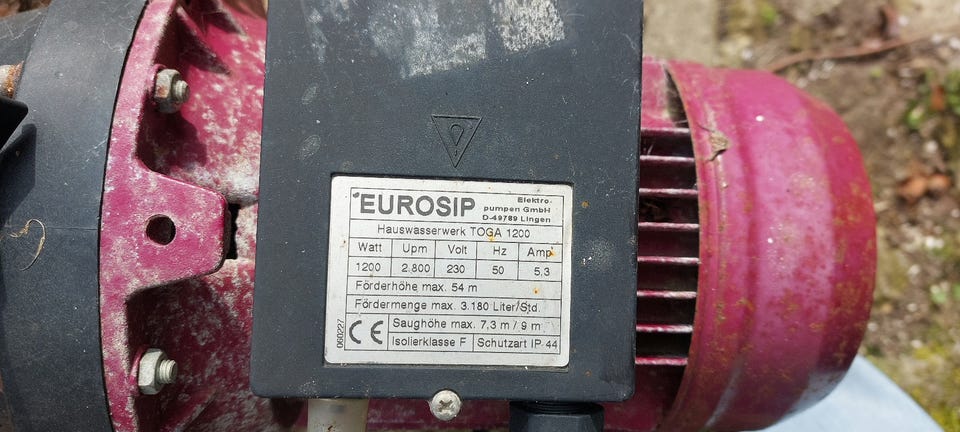 EUROSIP
Elektro-
pumpen GmbH
D-49789 Lingen
Hauswasserwerk TOGA 1200
Watt Upm Volt Hz Amp
1200 2.800 230 50 5,3
Förderhöhe max. 54 m
Fördermenge max. 3.180 Liter/Std.
Saughöhe max. 7,3 m / 9 m
CE
Isolierklasse F Schutzart IP 44
060227